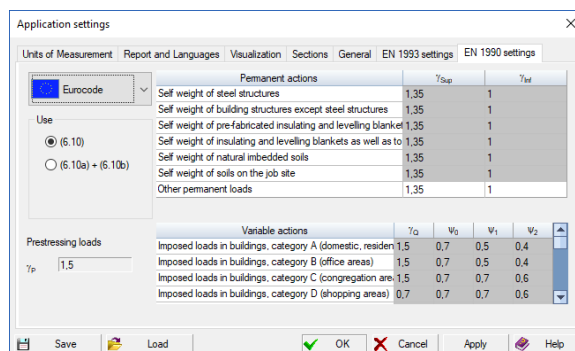 Application settings
Units of Measurement Report and Languages Visualization Sections General EN 1993 settings EN 1990 settings
Eurocode
Use
(6.10)
(6.10a) + (6.10b)
Prestressing loads
γP 1,5
Permanent actions γSup γInf
Self weight of steel structures 1,35 1
Self weight of building structures except steel structures 1,35 1
Self weight of pre-fabricated insulating and levelling blanket 1,35 1
Self weight of insulating and levelling blankets as well as to 1,35 1
Self weight of natural imbedded soils 1,35 1
Self weight of soils on the job site 1,35 1
Other permanent loads 1,35 1
Variable actions γQ Ψ0 Ψ1 Ψ2
Imposed loads in buildings, category A (domestic, residen 1,5 0,7 0,5 0,4
Imposed loads in buildings, category B (office areas) 1,5 0,7 0,5 0,4
Imposed loads in buildings, category C (congregation area 1,5 0,7 0,7 0,6
Imposed loads in buildings, category D (shopping areas) 0,7 0,7 0,7 0,6
Save Load OK Cancel Apply Help